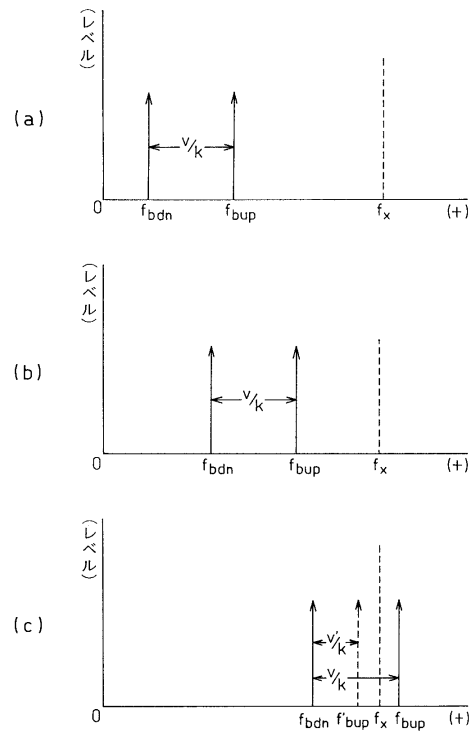 (a)
(レベル)
v/k
0
f_bdn
f_bup
f_x
(+)
(b)
(レベル)
v/k
0
f_bdn
f_bup
f_x
(+)
(c)
(レベル)
v'/k
v/k
0
f_bdn
f'_bup
f_x
f_bup
(+)